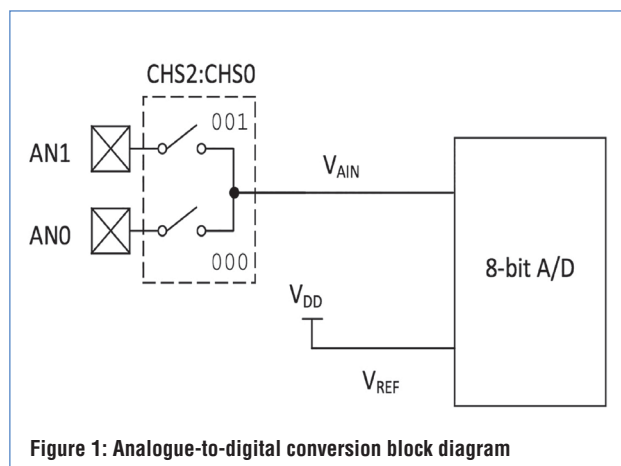 CHS2:CHS0
001
AN1
VAIN
AN0
000
8-bit A/D
VDD
VREF
Figure 1: Analogue-to-digital conversion block diagram